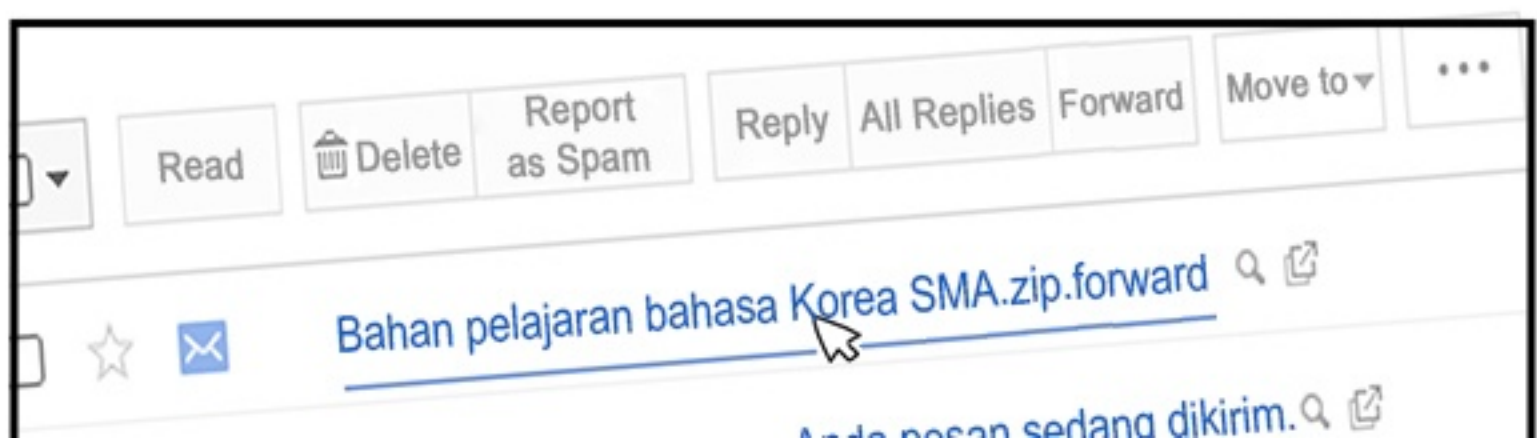 Read
Delete
Report
as Spam
Reply
All Replies
Forward
Move to
...
Bahan pelajaran bahasa Korea SMA.zip.forward
Anda pesan sedang dikirim.